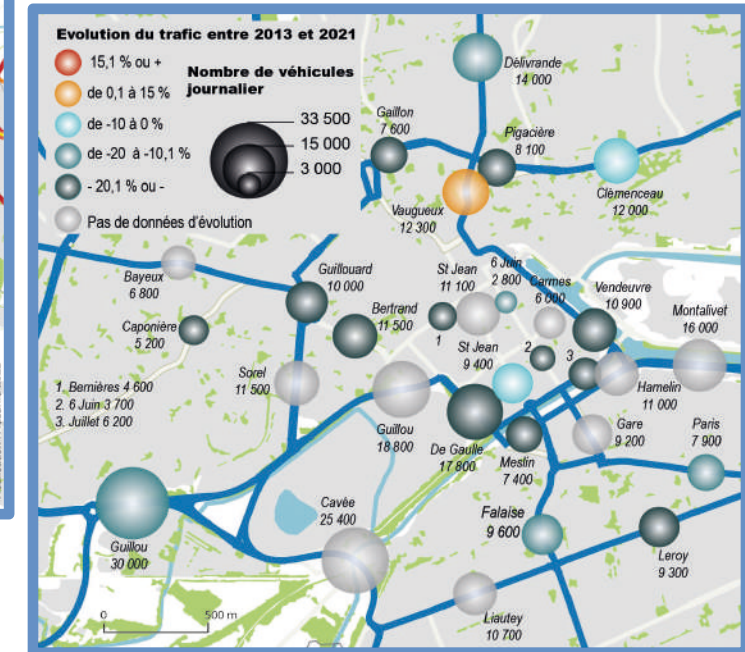 Evolution du trafic entre 2013 et 2021
15,1 % ou +
de 0,1 à 15 %
de -10 à 0%
de -20 à -10,1%
- 20,1 % ou -
Pas de données d'évolution
Nombre de véhicules
journalier
33 500
15 000
3 000
Délivrande
14 000
Gaillon
7 600
Pigacière
8 100
Clèmenceau
12 000
Vaugueux
12 300
Bayeux
6 800
Guillouard
10 000
St Jean
11 100
6 Juin
2 800
Carmes
6 000
Vendeuvre
10 900
Montalivet
16 000
Caponière
5 200
Bertrand
11 500
1
St Jean
9 400
2
3
1. Bernières 4 600
2. 6 Juin 3 700
3. Juillet 6 200
Sorel
11 500
Guillou
18 800
Hamelin
11 000
De Gaulle
17 800
Meslin
7 400
Gare
9 200
Paris
7 900
Guillou
30 000
Cavèe
25 400
Falaise
9 600
Leroy
9 300
Liautey
10 700
0
500 m